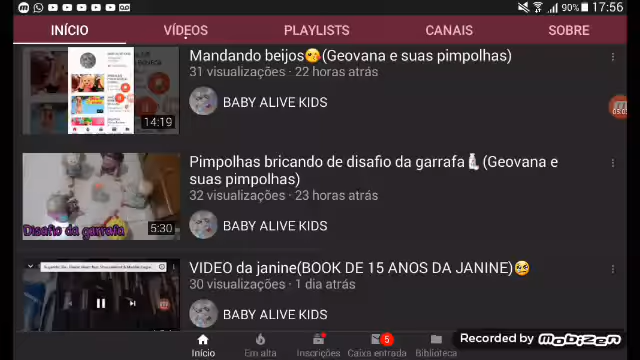 90% 17:56
INÍCIO VÍDEOS PLAYLISTS CANAIS SOBRE
Mandando beijos😘(Geovana e suas pimpolhas)
31 visualizações · 22 horas atrás
BABY ALIVE KIDS
14:19
05:03
Pimpolhas bricando de disafio da garrafa🍾(Geovana e
suas pimpolhas)
32 visualizações · 23 horas atrás
BABY ALIVE KIDS
Disafio da garrafa
5:30
VIDEO da janine(BOOK DE 15 ANOS DA JANINE)😢
30 visualizações · 1 dia atrás
BABY ALIVE KIDS
5
Início Em alta Inscrições Caixa entrada Biblioteca
Recorded by MOBIZEN